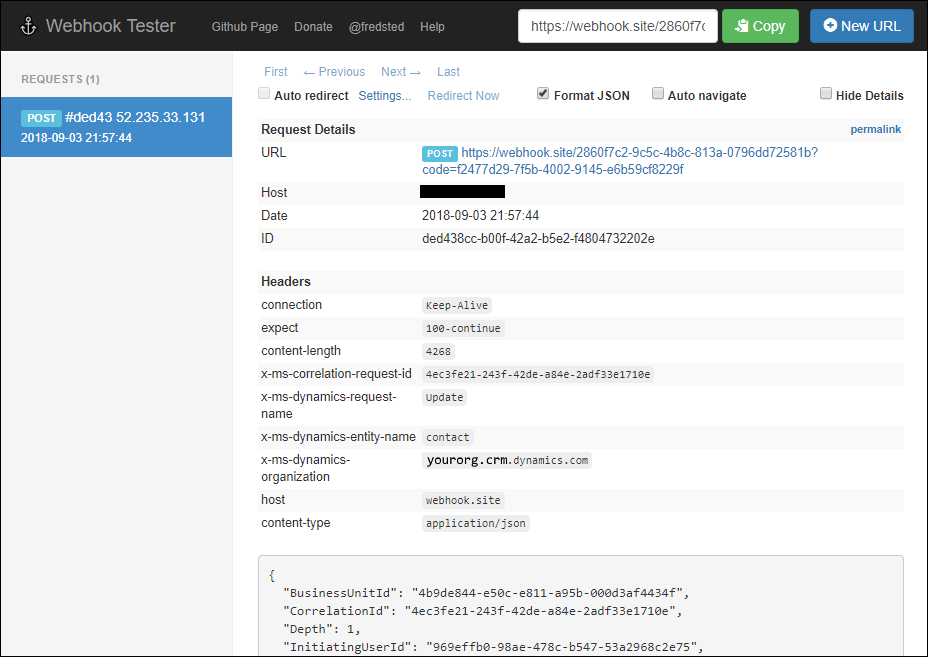 Webhook Tester Github Page Donate @fredsted Help https://webhook.site/2860f7c Copy New URL
REQUESTS (1)
POST #ded43 52.235.33.131
2018-09-03 21:57:44
First ← Previous Next → Last
Auto redirect Settings... Redirect Now Format JSON Auto navigate Hide Details
Request Details permalink
URL POST https://webhook.site/2860f7c2-9c5c-4b8c-813a-0796dd72581b?
code=f2477d29-7f5b-4002-9145-e6b59cf8229f
Host
Date 2018-09-03 21:57:44
ID ded438cc-b00f-42a2-b5e2-f4804732202e
Headers
connection Keep-Alive
expect 100-continue
content-length 4268
x-ms-correlation-request-id 4ec3fe21-243f-42de-a84e-2adf33e1710e
x-ms-dynamics-request-
name Update
x-ms-dynamics-entity-name contact
x-ms-dynamics-
organization yourorg.crm.dynamics.com
host webhook.site
content-type application/json
{
"BusinessUnitId": "4b9de844-e50c-e811-a95b-000d3af4434f",
"CorrelationId": "4ec3fe21-243f-42de-a84e-2adf33e1710e",
"Depth": 1,
"InitiatingUserId": "969effb0-98ae-478c-b547-53a2968c2e75",